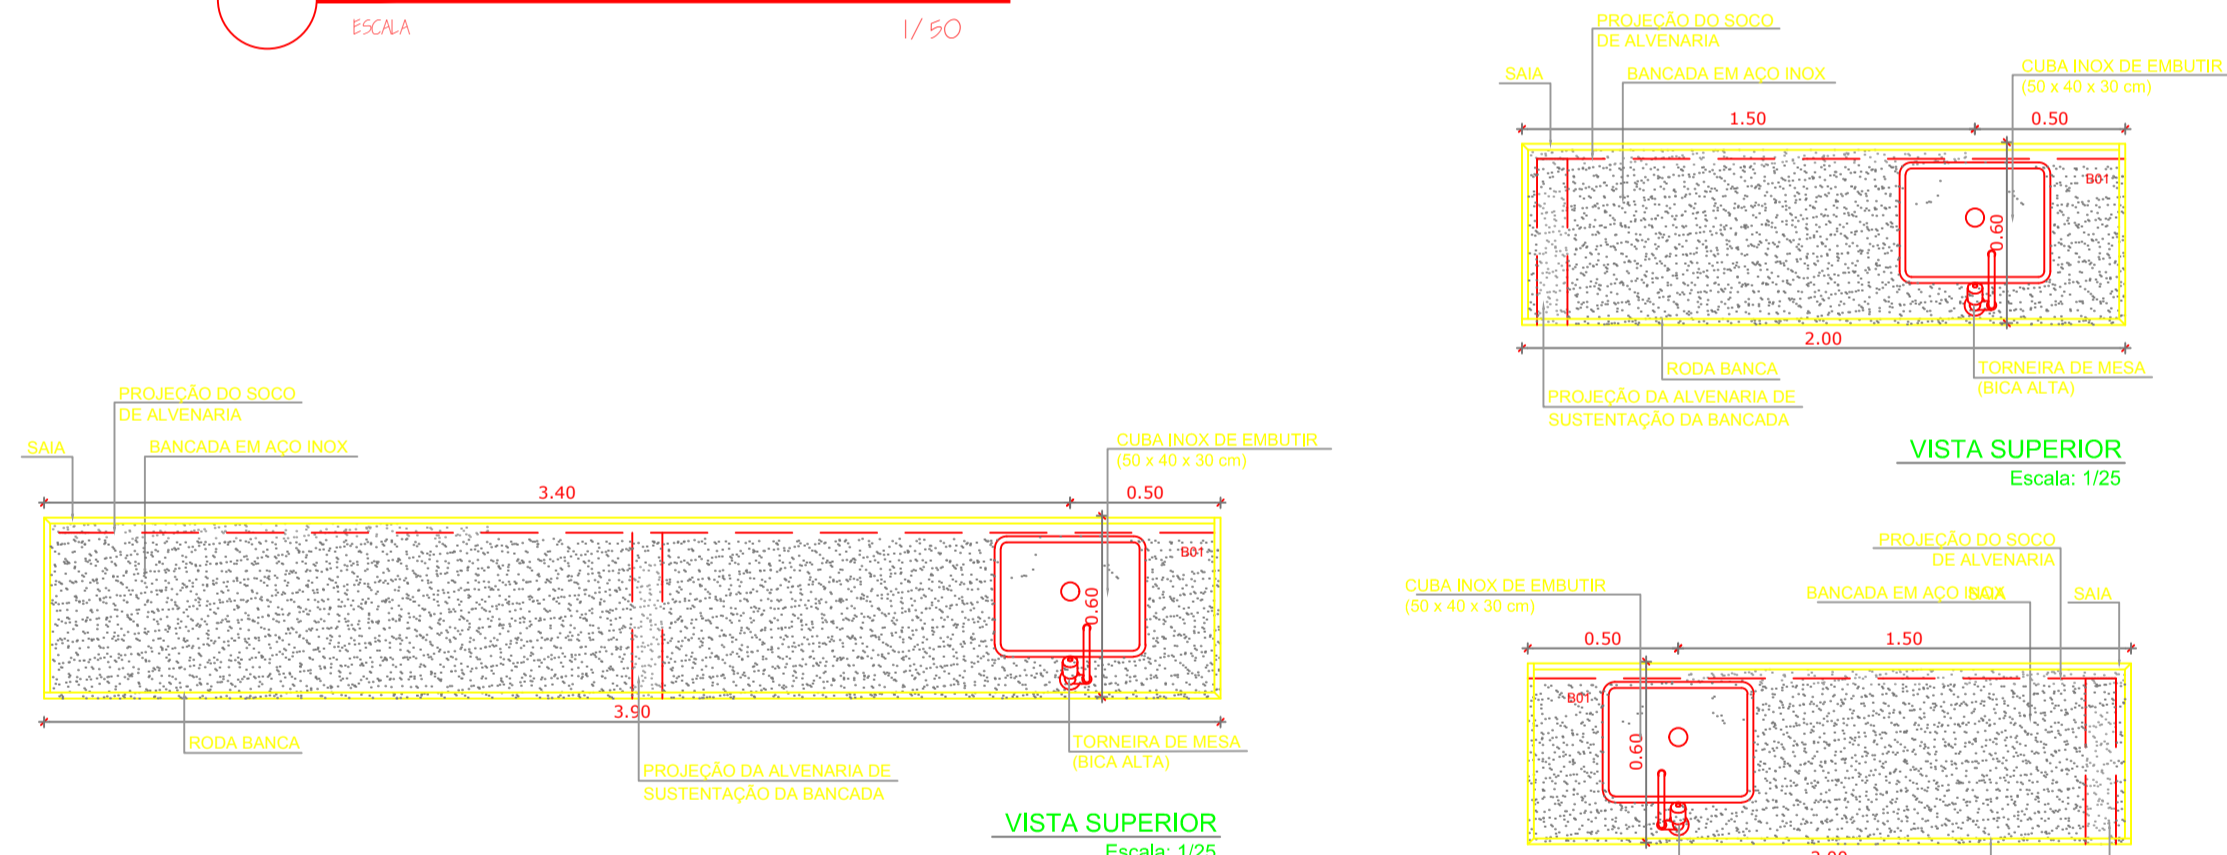 ESCALA
1/50
PROJEÇÃO DO SOCO
DE ALVENARIA
SAIA
BANCADA EM AÇO INOX
CUBA INOX DE EMBUTIR
(50 x 40 x 30 cm)
1.50
0.50
B01
0.60
2.00
RODA BANCA
TORNEIRA DE MESA
(BICA ALTA)
PROJEÇÃO DA ALVENARIA DE
SUSTENTAÇÃO DA BANCADA
VISTA SUPERIOR
Escala: 1/25
PROJEÇÃO DO SOCO
DE ALVENARIA
SAIA
BANCADA EM AÇO INOX
CUBA INOX DE EMBUTIR
(50 x 40 x 30 cm)
3.40
0.50
B01
0.60
3.90
RODA BANCA
TORNEIRA DE MESA
(BICA ALTA)
PROJEÇÃO DA ALVENARIA DE
SUSTENTAÇÃO DA BANCADA
VISTA SUPERIOR
Escala: 1/25
PROJEÇÃO DO SOCO
DE ALVENARIA
CUBA INOX DE EMBUTIR
(50 x 40 x 30 cm)
BANCADA EM AÇO INOX
SAIA
SAIA
0.50
1.50
B01
0.60